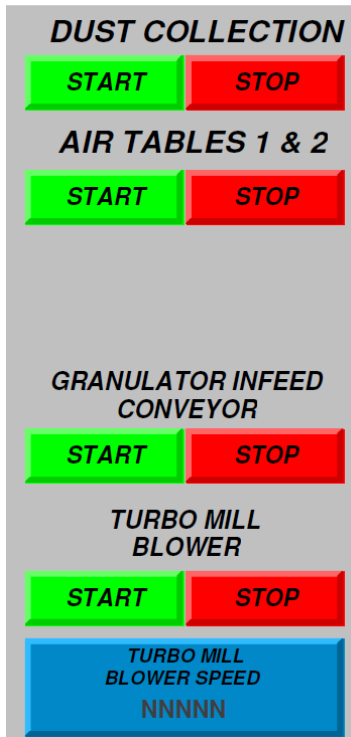 DUST COLLECTION
START STOP
AIR TABLES 1 & 2
START STOP
GRANULATOR INFEED
CONVEYOR
START STOP
TURBO MILL
BLOWER
START STOP
TURBO MILL
BLOWER SPEED
NNNNN